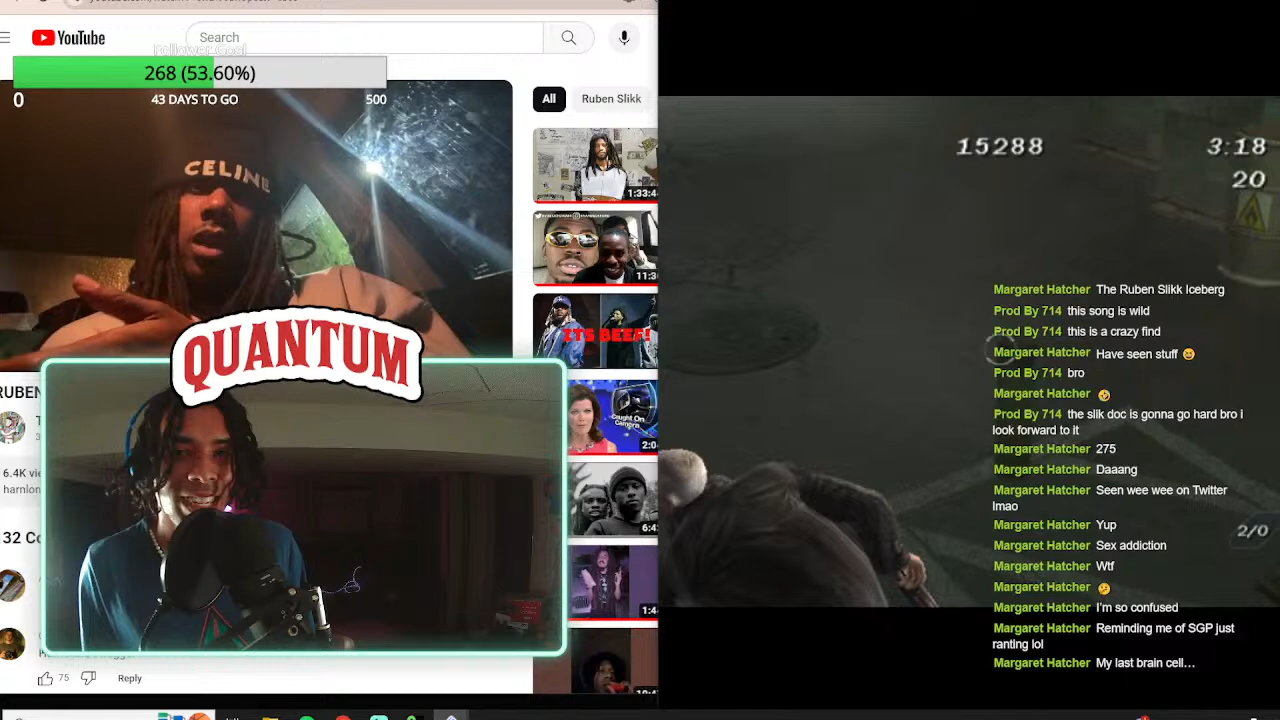 YouTube
Search
Follower Goal
268 (53.60%)
0
43 DAYS TO GO
500
All
Ruben Slikk
CELINE
1:33:4
11:3
ITS BEEF!
Caught On
Camera
2:0
6:4
1:4
RUBEN
QUANTUM
6.4K vie
harnlon
32 Co
75
Reply
15288
3:18
20
2/0
Margaret Hatcher The Ruben Slikk Iceberg
Prod By 714 this song is wild
Prod By 714 this is a crazy find
Margaret Hatcher Have seen stuff 😆
Prod By 714 bro
Margaret Hatcher 🤣
Prod By 714 the slik doc is gonna go hard bro i
look forward to it
Margaret Hatcher 275
Margaret Hatcher Daaang
Margaret Hatcher Seen wee wee on Twitter
lmao
Margaret Hatcher Yup
Margaret Hatcher Sex addiction
Margaret Hatcher Wtf
Margaret Hatcher 🤣
Margaret Hatcher I'm so confused
Margaret Hatcher Reminding me of SGP just
ranting lol
Margaret Hatcher My last brain cell…